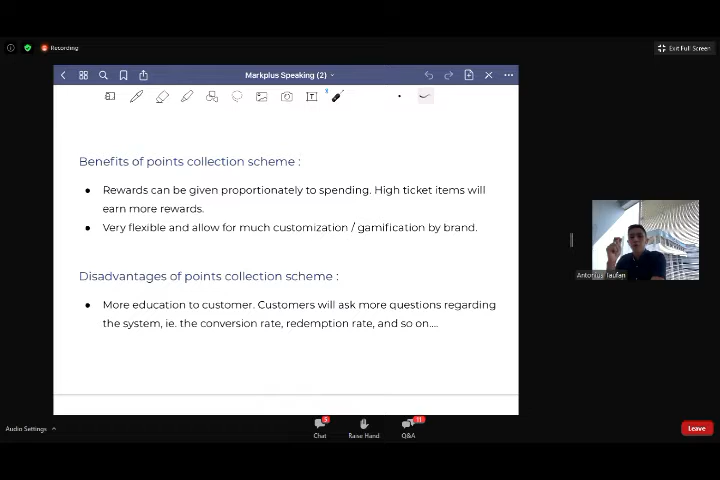 Recording
Exit Full Screen
Markplus Speaking (2)
Benefits of points collection scheme :
● Rewards can be given proportionately to spending. High ticket items will
earn more rewards.
● Very flexible and allow for much customization / gamification by brand.
Disadvantages of points collection scheme :
● More education to customer. Customers will ask more questions regarding
the system, ie. the conversion rate, redemption rate, and so on....
Antonius Taufan
Audio Settings
5
Chat
Raise Hand
11
Q&A
Leave